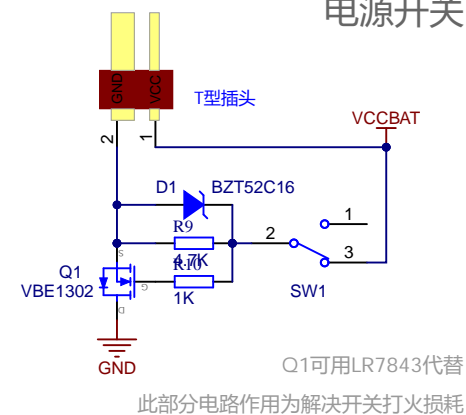 电源开关
GND
VCC
T型插头
2
1
VCCBAT
D1
BZT52C16
R9
4.7K
R10
1K
1
2
3
SW1
S
G
D
Q1
VBE1302
GND
Q1可用LR7843代替
此部分电路作用为解决开关打火损耗